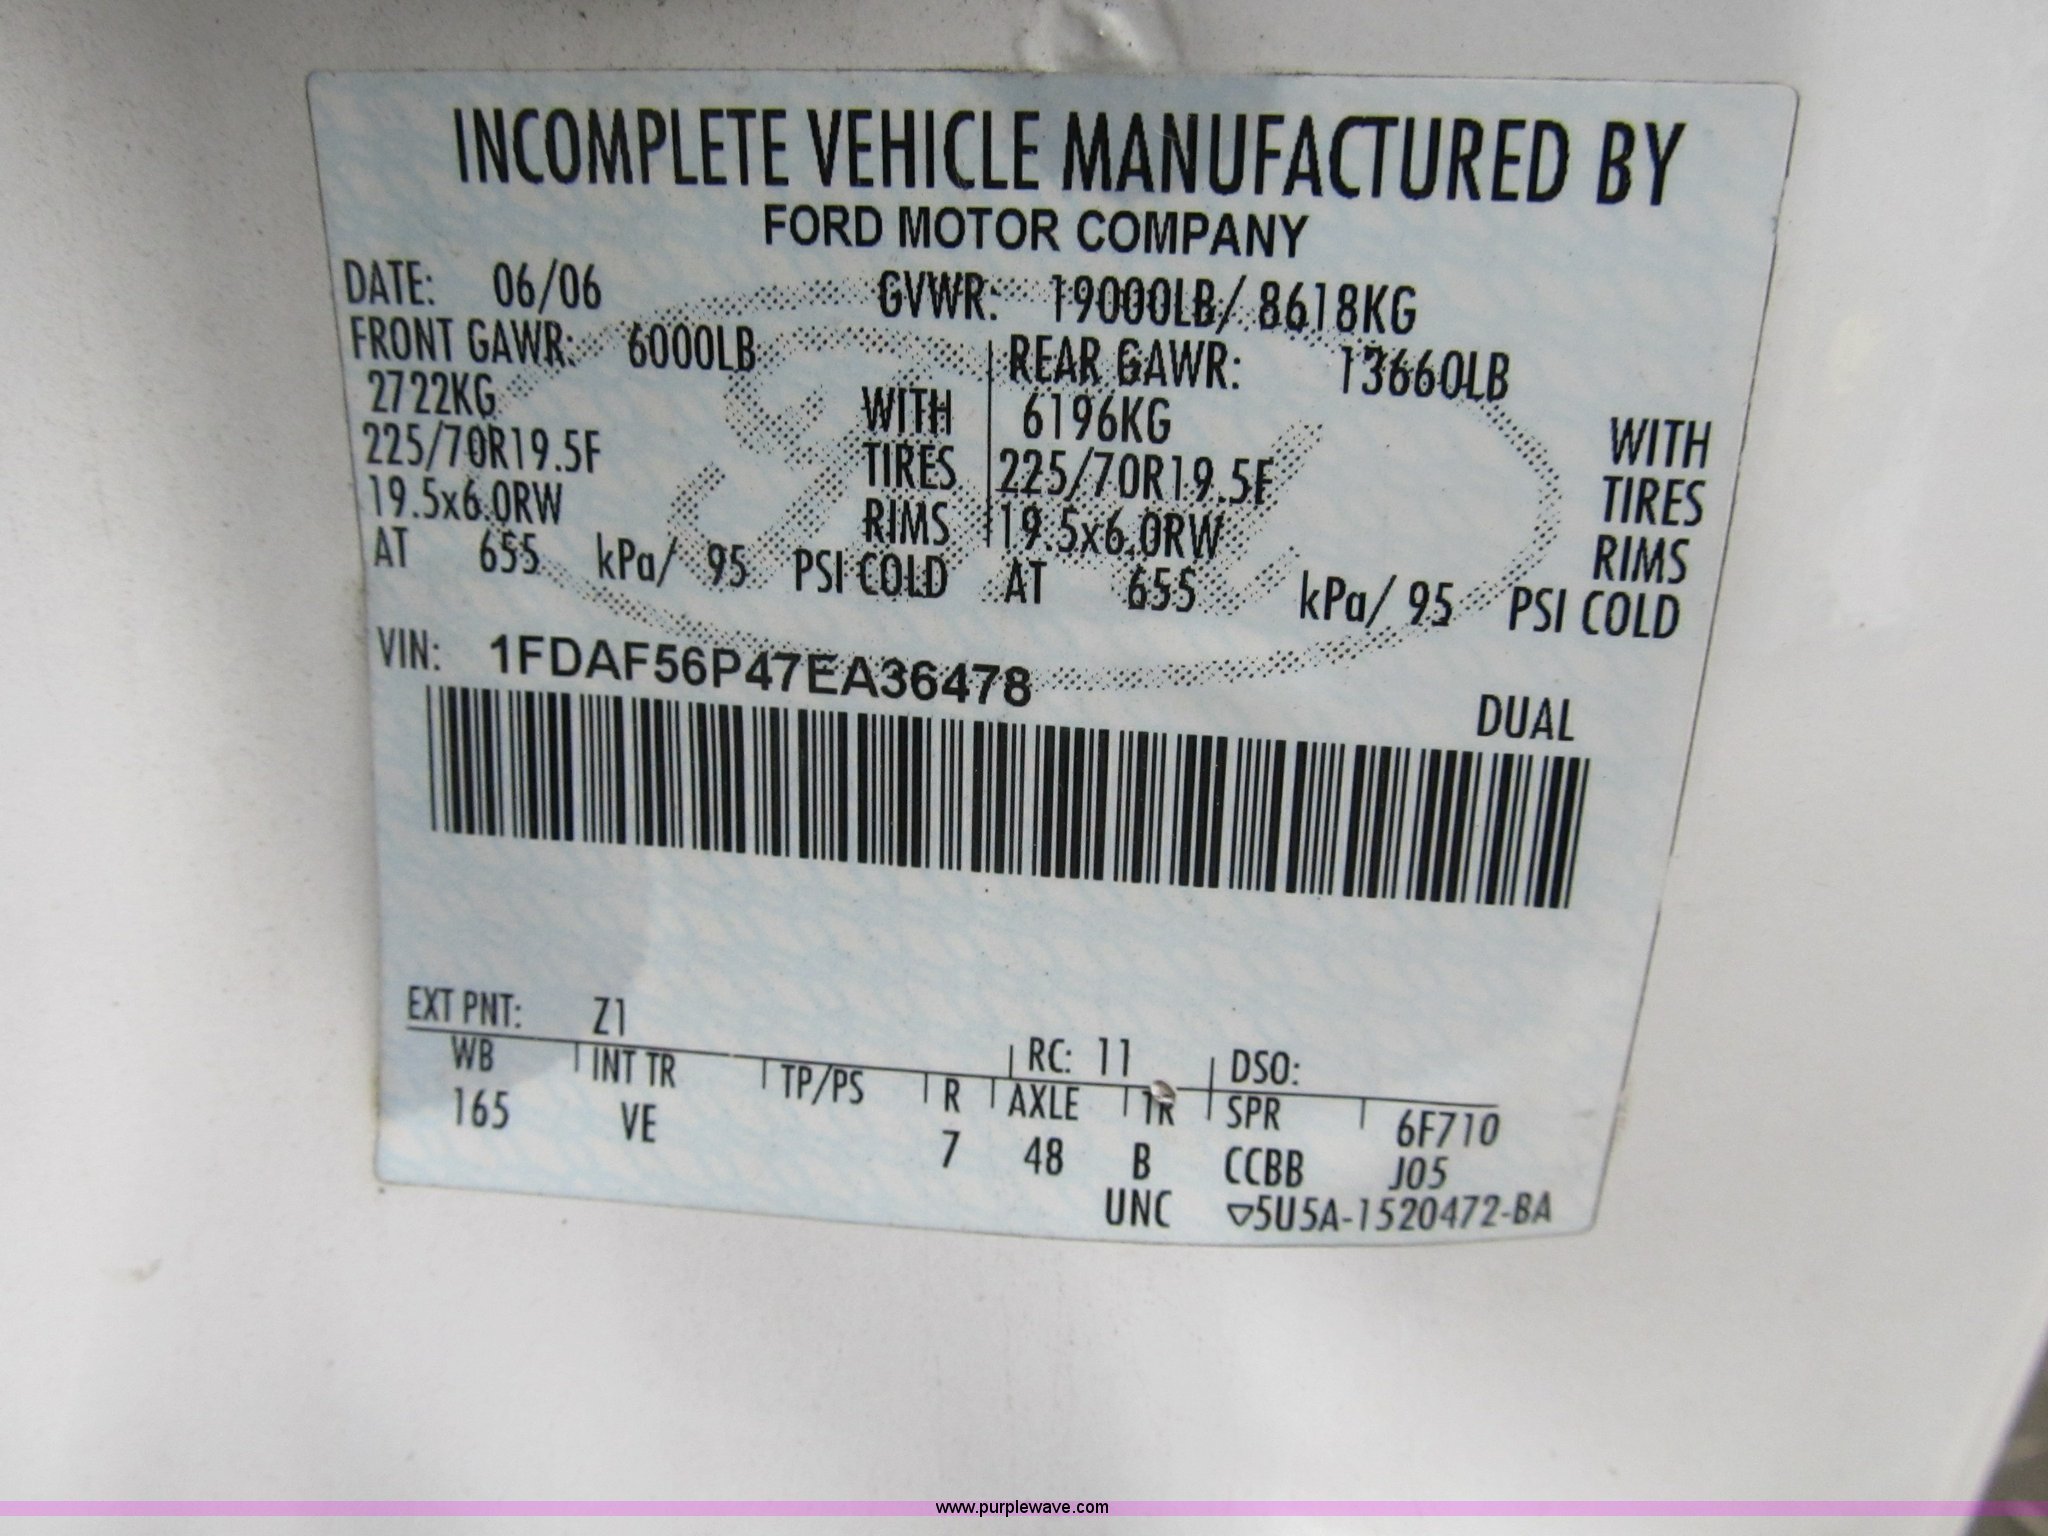 INCOMPLETE VEHICLE MANUFACTURED BY
FORD MOTOR COMPANY
DATE: 06/06 GVWR: 19000LB/ 8618KG
FRONT GAWR: 6000LB REAR GAWR: 13660LB
2722KG WITH 6196KG WITH
225/70R19.5F TIRES 225/70R19.5F TIRES
19.5x6.0RW RIMS 19.5x6.0RW RIMS
AT 655 kPa/ 95 PSI COLD AT 655 kPa/ 95 PSI COLD
VIN: 1FDAF56P47EA36478
DUAL
EXT PNT: Z1 RC: 11 DSO:
WB INT TR TP/PS R AXLE TR SPR 6F710
165 VE 7 48 B CCBB J05
UNC ▽5U5A-1520472-BA
www.purplewave.com